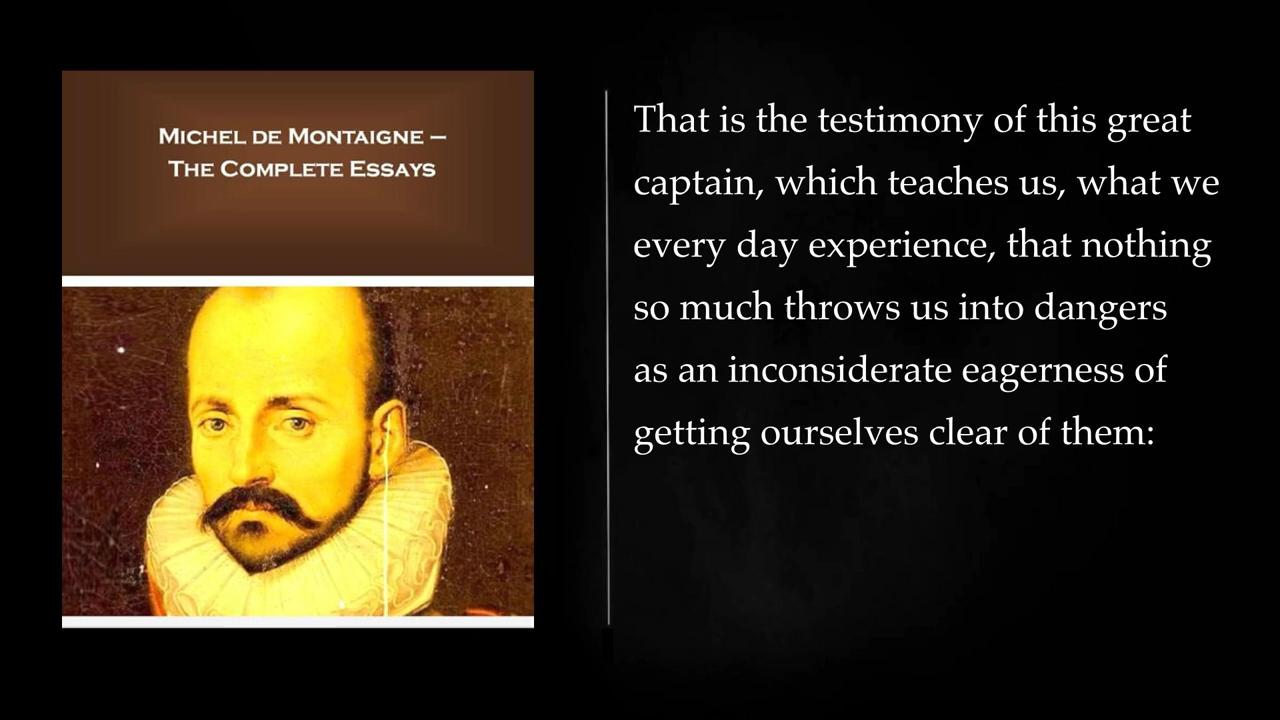 MICHEL DE MONTAIGNE –
THE COMPLETE ESSAYS
That is the testimony of this great
captain, which teaches us, what we
every day experience, that nothing
so much throws us into dangers
as an inconsiderate eagerness of
getting ourselves clear of them: